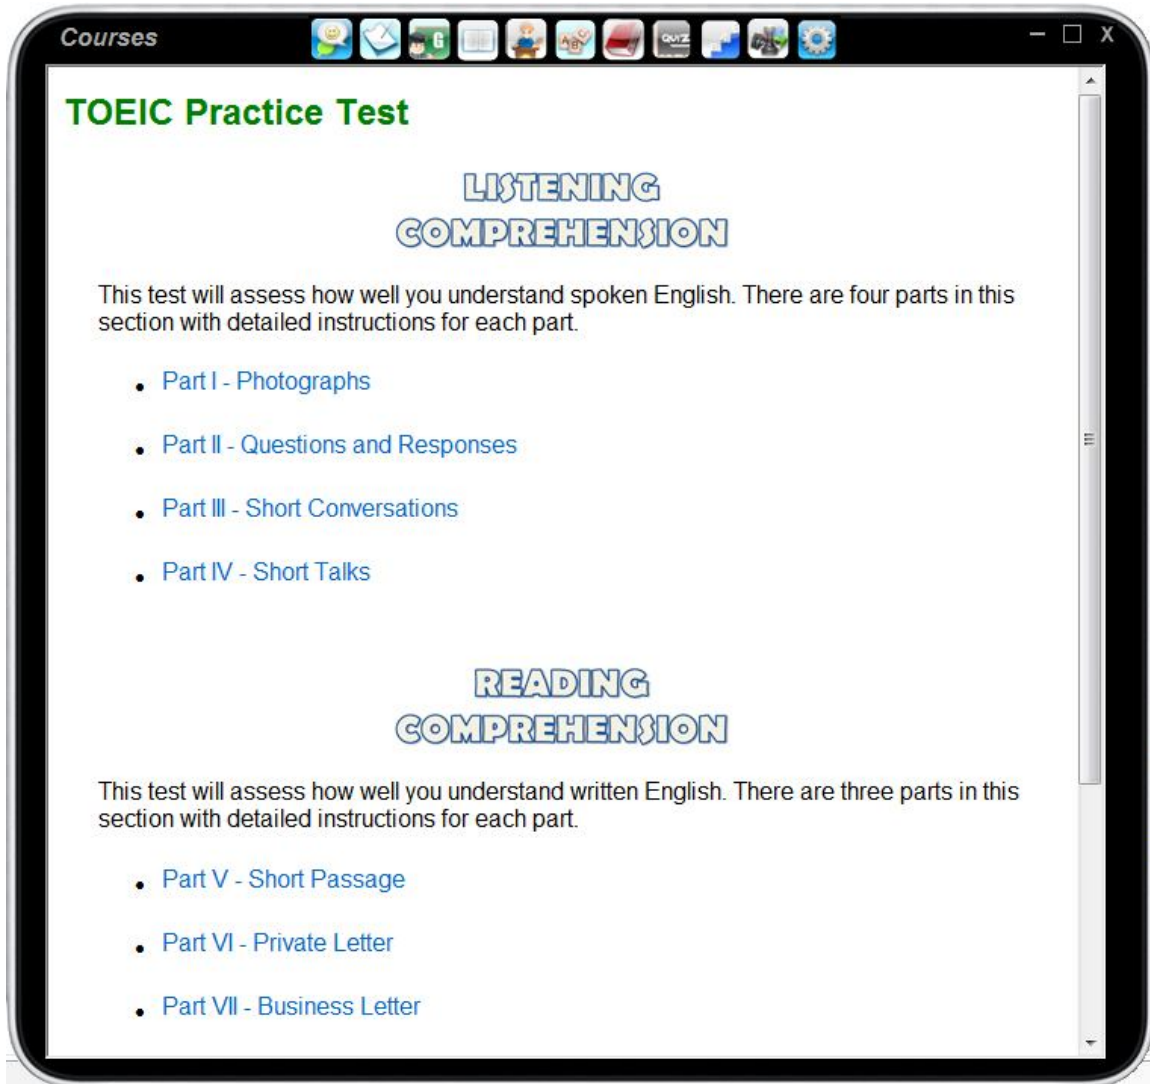 Courses
G
ABC
QUIZ
X
TOEIC Practice Test
LISTENING
COMPREHENSION
This test will assess how well you understand spoken English. There are four parts in this
section with detailed instructions for each part.
Part I - Photographs
Part II - Questions and Responses
Part III - Short Conversations
Part IV - Short Talks
READING
COMPREHENSION
This test will assess how well you understand written English. There are three parts in this
section with detailed instructions for each part.
Part V - Short Passage
Part VI - Private Letter
Part VII - Business Letter